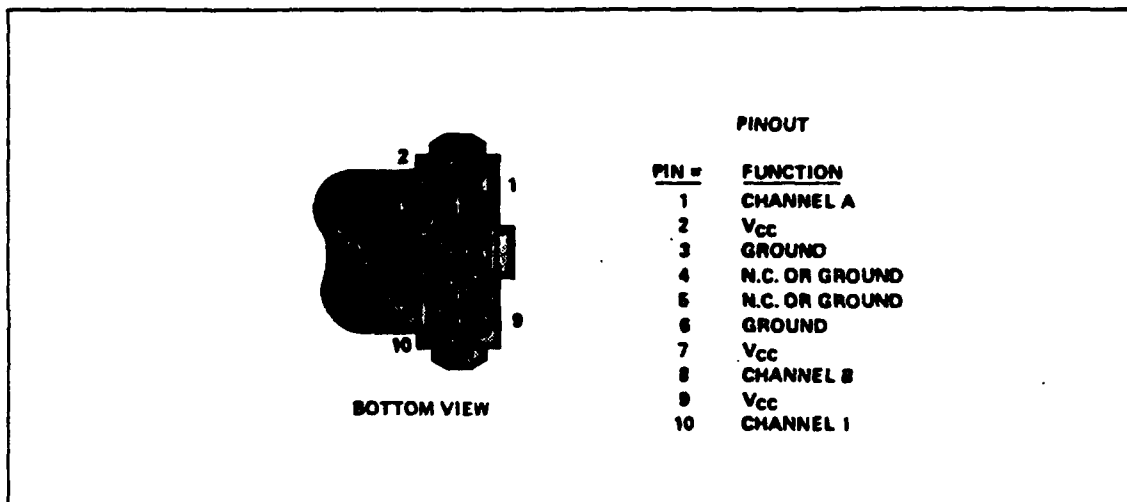 PINOUT
PIN # FUNCTION
1 CHANNEL A
2 VCC
3 GROUND
4 N.C. OR GROUND
5 N.C. OR GROUND
6 GROUND
7 VCC
8 CHANNEL B
9 VCC
10 CHANNEL I
2
1
9
10
BOTTOM VIEW